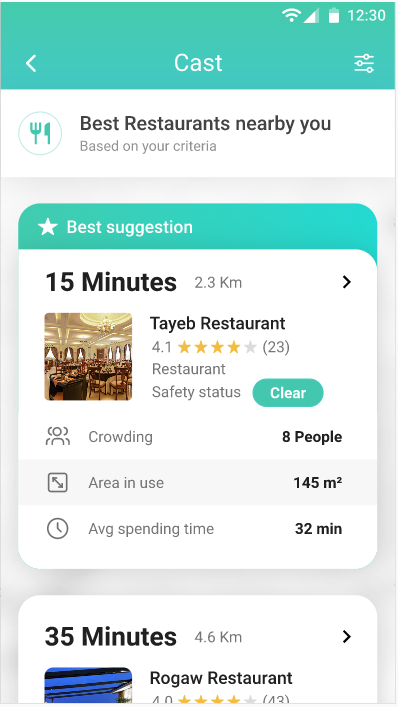 12:30
Cast
Best Restaurants nearby you
Based on your criteria
Best suggestion
15 Minutes 2.3 Km
Tayeb Restaurant
4.1 (23)
Restaurant
Safety status Clear
Crowding 8 People
Area in use 145 m²
Avg spending time 32 min
35 Minutes 4.6 Km
Rogaw Restaurant
4.0 (43)